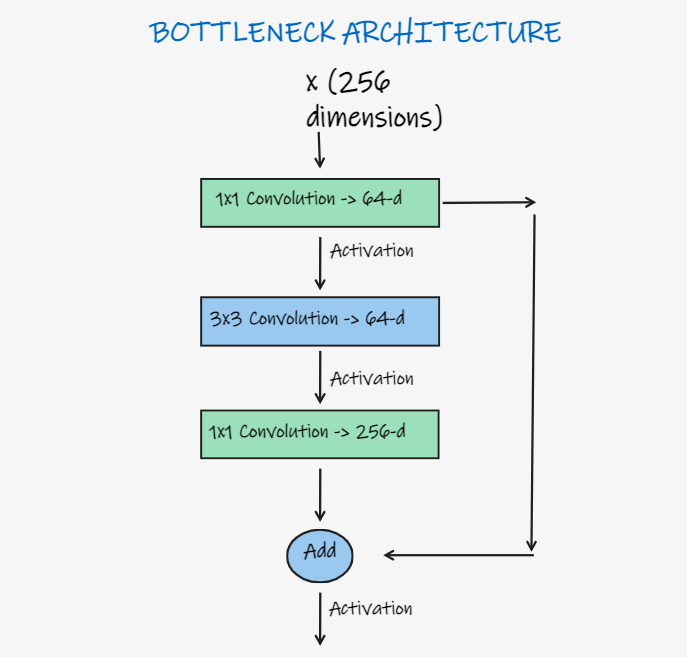 BOTTLENECK ARCHITECTURE
x (256
dimensions)
1x1 Convolution -> 64-d
Activation
3x3 Convolution -> 64-d
Activation
1x1 Convolution -> 256-d
Add
Activation